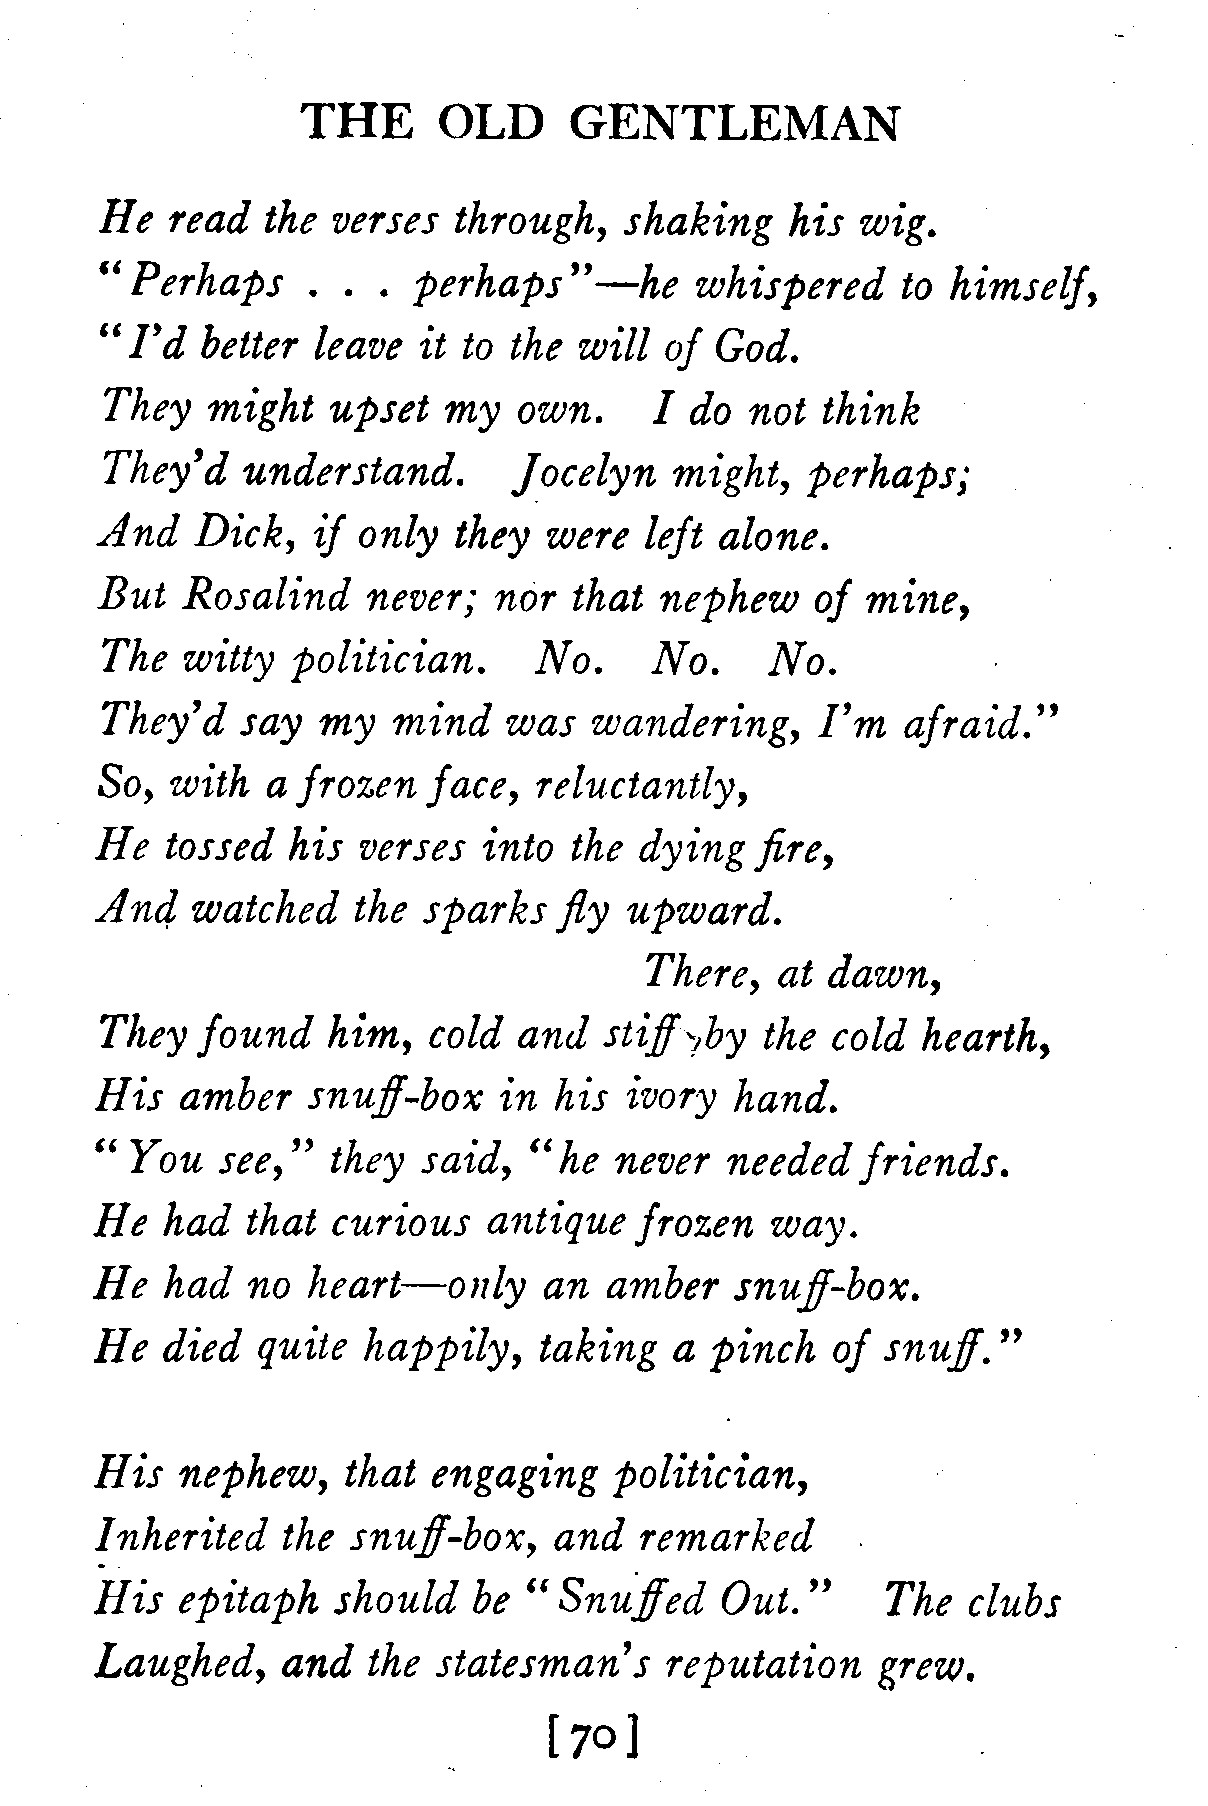 THE OLD GENTLEMAN
He read the verses through, shaking his wig.
“Perhaps . . . perhaps”—he whispered to himself,
“I’d better leave it to the will of God.
They might upset my own. I do not think
They’d understand. Jocelyn might, perhaps;
And Dick, if only they were left alone.
But Rosalind never; nor that nephew of mine,
The witty politician. No. No. No.
They’d say my mind was wandering, I’m afraid.”
So, with a frozen face, reluctantly,
He tossed his verses into the dying fire,
And watched the sparks fly upward.
There, at dawn,
They found him, cold and stiff, by the cold hearth,
His amber snuff-box in his ivory hand.
“You see,” they said, “he never needed friends.
He had that curious antique frozen way.
He had no heart—only an amber snuff-box.
He died quite happily, taking a pinch of snuff.”
His nephew, that engaging politician,
Inherited the snuff-box, and remarked
His epitaph should be “Snuffed Out.” The clubs
Laughed, and the statesman’s reputation grew.
[70]